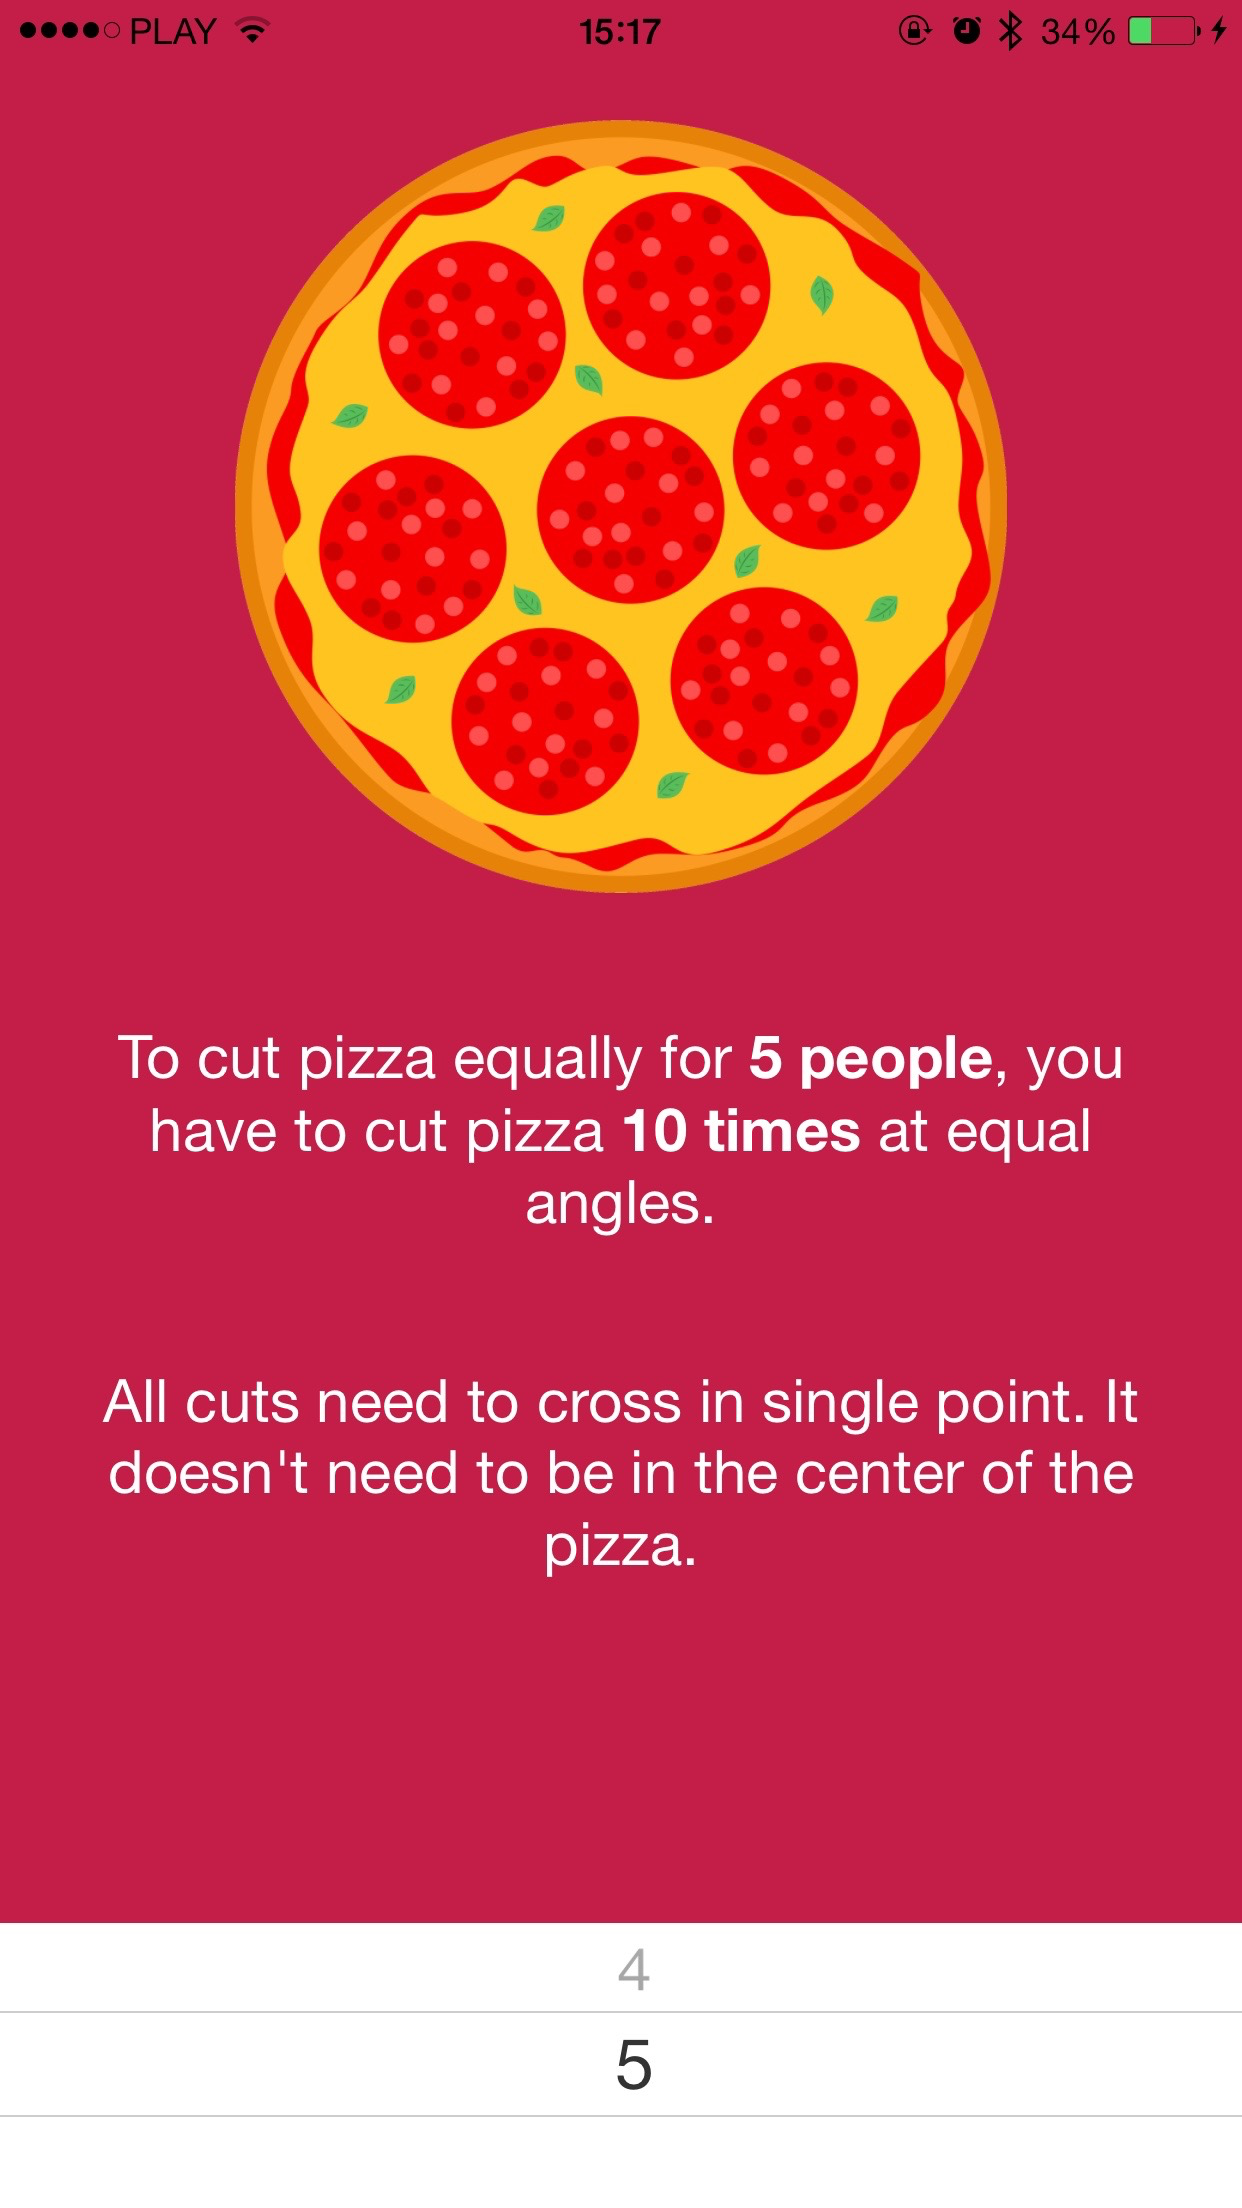 PLAY 15:17 34%
To cut pizza equally for 5 people, you
have to cut pizza 10 times at equal
angles.
All cuts need to cross in single point. It
doesn't need to be in the center of the
pizza.
4
5